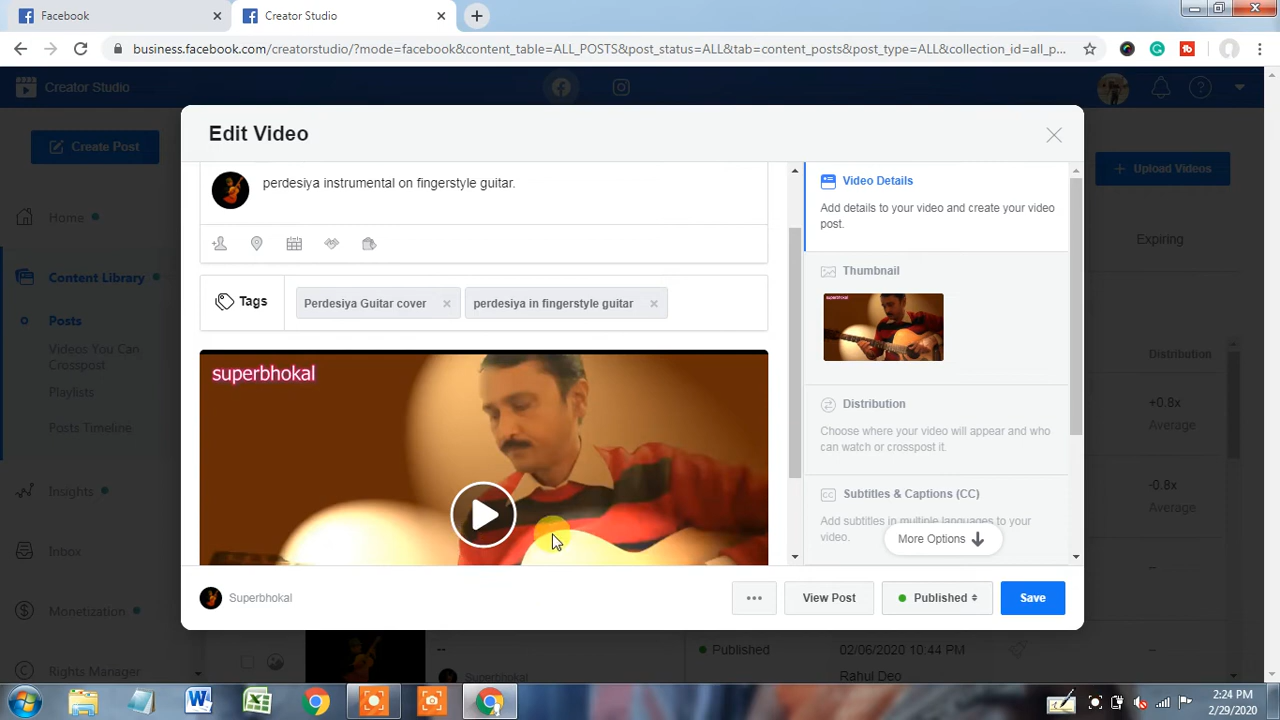 Facebook ×
Creator Studio ×
business.facebook.com/creatorstudio/?mode=facebook&content_table=ALL_POSTS&post_status=ALL&tab=content_posts&post_type=ALL&collection_id=all_p...
Creator Studio
Create Post
Upload Videos
Home
Content Library
Posts
Videos You Can
Crosspost
Playlists
Posts Timeline
Insights
Inbox
Monetization
Rights Manager
Edit Video
perdesiya instrumental on fingerstyle guitar.
Tags
Perdesiya Guitar cover ×
perdesiya in fingerstyle guitar ×
superbhokal
Video Details
Add details to your video and create your video
post.
Thumbnail
Distribution
Choose where your video will appear and who
can watch or crosspost it.
Subtitles & Captions (CC)
Add subtitles in multiple languages to your
video.
More Options
Superbhokal
... View Post Published Save
Expiring
Distribution
+0.8x
Average
-0.8x
Average
--
--
--
Superbhokal
Published
02/06/2020 10:44 PM
Rahul Deo
2:24 PM
2/29/2020